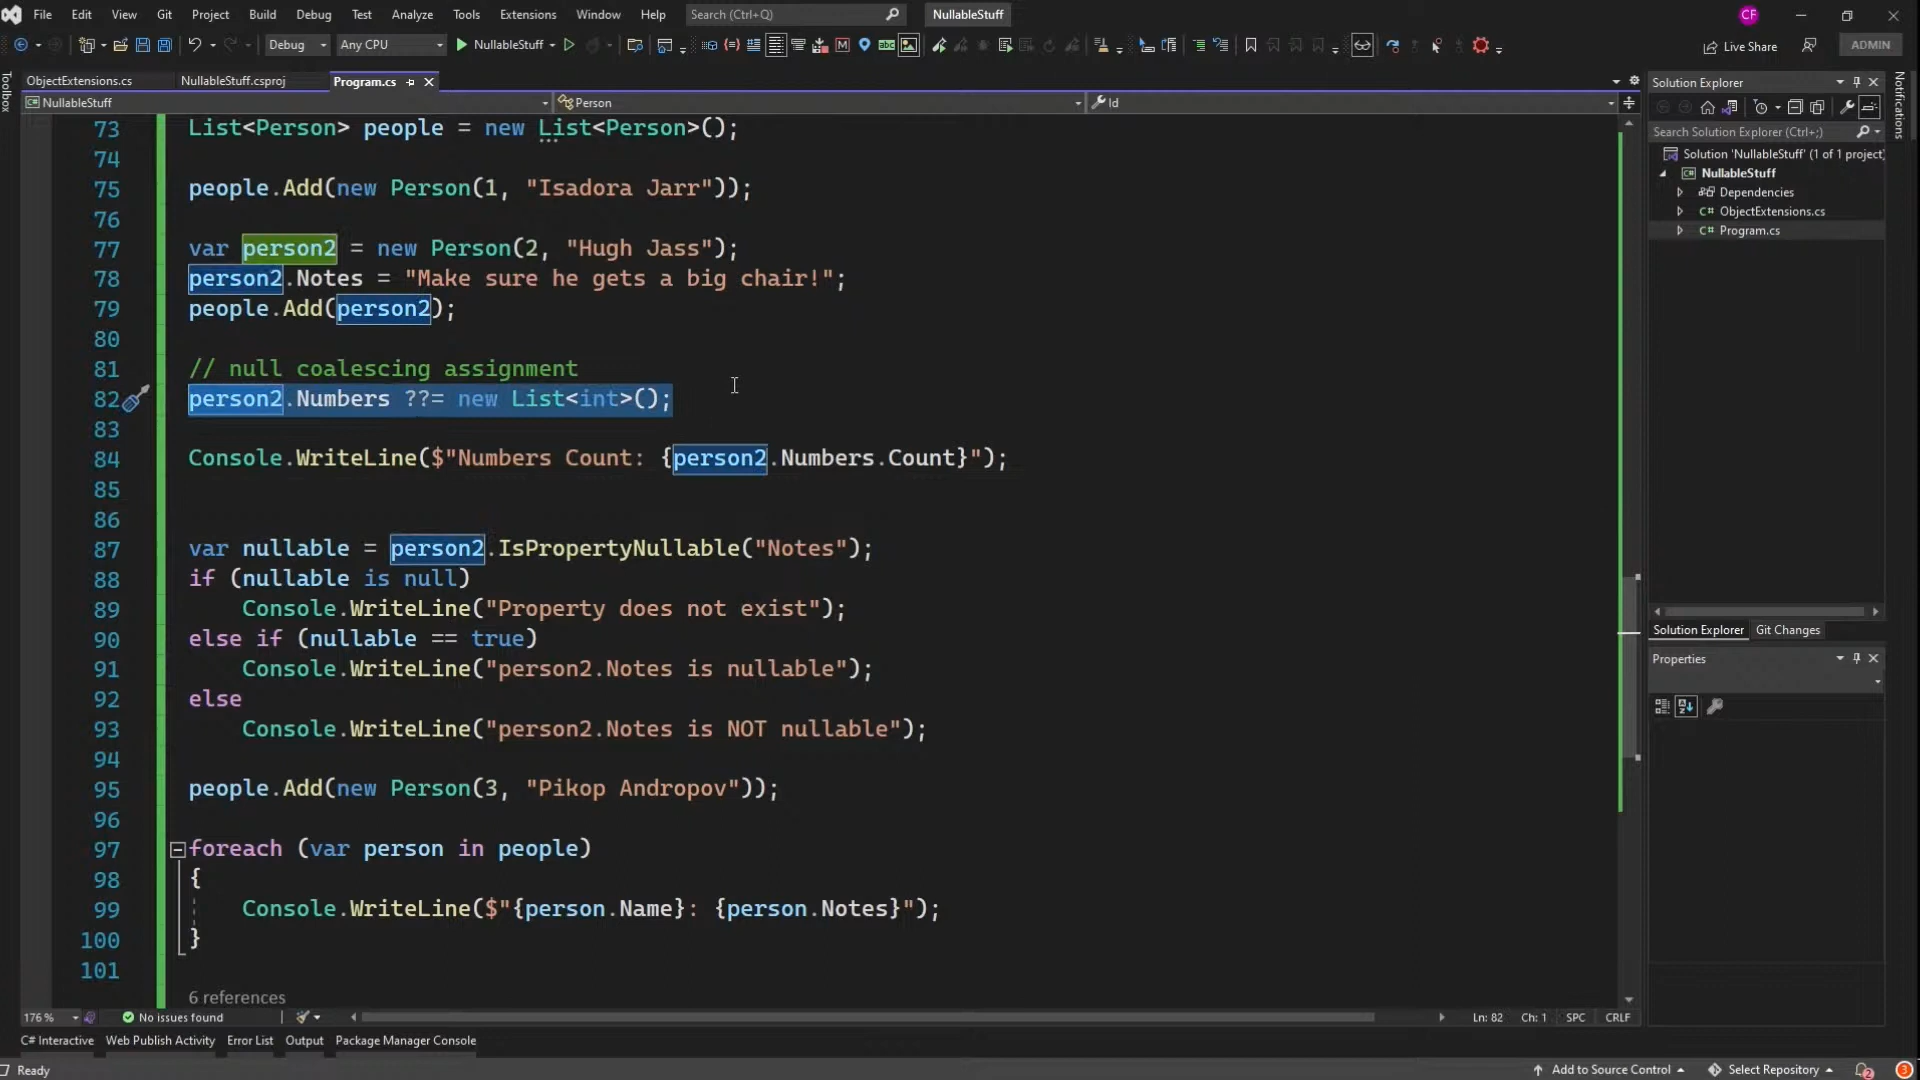 File Edit View Git Project Build Debug Test Analyze Tools Extensions Window Help Search (Ctrl+Q) NullableStuff CF
Debug Any CPU NullableStuff Live Share ADMIN
Toolbox
ObjectExtensions.cs NullableStuff.csproj Program.cs
NullableStuff Person Id
73 List<Person> people = new List<Person>();
74
75 people.Add(new Person(1, "Isadora Jarr"));
76
77 var person2 = new Person(2, "Hugh Jass");
78 person2.Notes = "Make sure he gets a big chair!";
79 people.Add(person2);
80
81 // null coalescing assignment
82 person2.Numbers ??= new List<int>();
83
84 Console.WriteLine($"Numbers Count: {person2.Numbers.Count}");
85
86
87 var nullable = person2.IsPropertyNullable("Notes");
88 if (nullable is null)
89 Console.WriteLine("Property does not exist");
90 else if (nullable == true)
91 Console.WriteLine("person2.Notes is nullable");
92 else
93 Console.WriteLine("person2.Notes is NOT nullable");
94
95 people.Add(new Person(3, "Pikop Andropov"));
96
97 foreach (var person in people)
98 {
99 Console.WriteLine($"{person.Name}: {person.Notes}");
100 }
101
6 references
176 % No issues found Ln: 82 Ch: 1 SPC CRLF
C# Interactive Web Publish Activity Error List Output Package Manager Console
Ready Add to Source Control Select Repository 2 3
Solution Explorer
Search Solution Explorer (Ctrl+;)
Solution 'NullableStuff' (1 of 1 project)
NullableStuff
Dependencies
C# ObjectExtensions.cs
C# Program.cs
Solution Explorer Git Changes
Properties
Notifications